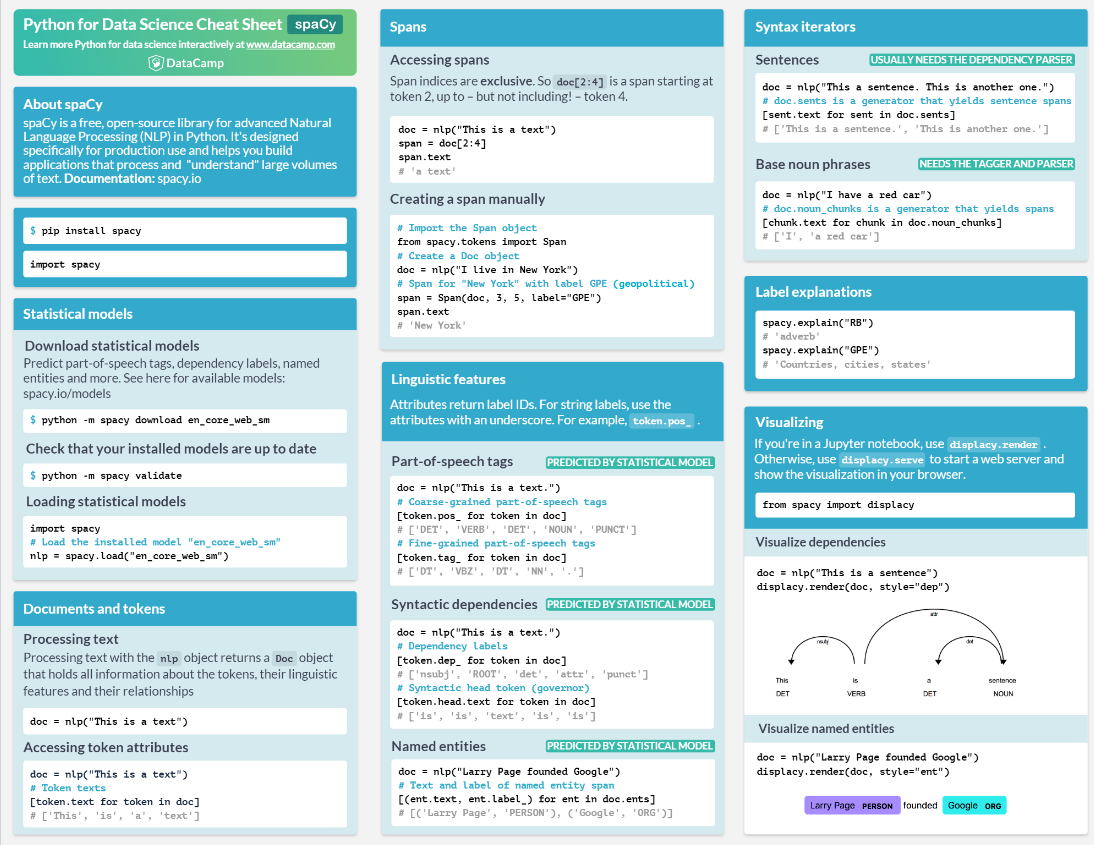 Python for Data Science Cheat Sheet spaCy
Learn more Python for data science interactively at www.datacamp.com
DataCamp
About spaCy
spaCy is a free, open-source library for advanced Natural
Language Processing (NLP) in Python. It's designed
specifically for production use and helps you build
applications that process and "understand" large volumes
of text. Documentation: spacy.io
$ pip install spacy
import spacy
Statistical models
Download statistical models
Predict part-of-speech tags, dependency labels, named
entities and more. See here for available models:
spacy.io/models
$ python -m spacy download en_core_web_sm
Check that your installed models are up to date
$ python -m spacy validate
Loading statistical models
import spacy
# Load the installed model "en_core_web_sm"
nlp = spacy.load("en_core_web_sm")
Documents and tokens
Processing text
Processing text with the nlp object returns a Doc object
that holds all information about the tokens, their linguistic
features and their relationships
doc = nlp("This is a text")
Accessing token attributes
doc = nlp("This is a text")
# Token texts
[token.text for token in doc]
# ['This', 'is', 'a', 'text']
Spans
Accessing spans
Span indices are exclusive. So doc[2:4] is a span starting at
token 2, up to – but not including! – token 4.
doc = nlp("This is a text")
span = doc[2:4]
span.text
# 'a text'
Creating a span manually
# Import the Span object
from spacy.tokens import Span
# Create a Doc object
doc = nlp("I live in New York")
# Span for "New York" with label GPE (geopolitical)
span = Span(doc, 3, 5, label="GPE")
span.text
# 'New York'
Linguistic features
Attributes return label IDs. For string labels, use the
attributes with an underscore. For example, token.pos_ .
Part-of-speech tags PREDICTED BY STATISTICAL MODEL
doc = nlp("This is a text.")
# Coarse-grained part-of-speech tags
[token.pos_ for token in doc]
# ['DET', 'VERB', 'DET', 'NOUN', 'PUNCT']
# Fine-grained part-of-speech tags
[token.tag_ for token in doc]
# ['DT', 'VBZ', 'DT', 'NN', '.']
Syntactic dependencies PREDICTED BY STATISTICAL MODEL
doc = nlp("This is a text.")
# Dependency labels
[token.dep_ for token in doc]
# ['nsubj', 'ROOT', 'det', 'attr', 'punct']
# Syntactic head token (governor)
[token.head.text for token in doc]
# ['is', 'is', 'text', 'is', 'is']
Named entities PREDICTED BY STATISTICAL MODEL
doc = nlp("Larry Page founded Google")
# Text and label of named entity span
[(ent.text, ent.label_) for ent in doc.ents]
# [('Larry Page', 'PERSON'), ('Google', 'ORG')]
Syntax iterators
Sentences USUALLY NEEDS THE DEPENDENCY PARSER
doc = nlp("This a sentence. This is another one.")
# doc.sents is a generator that yields sentence spans
[sent.text for sent in doc.sents]
# ['This is a sentence.', 'This is another one.']
Base noun phrases NEEDS THE TAGGER AND PARSER
doc = nlp("I have a red car")
# doc.noun_chunks is a generator that yields spans
[chunk.text for chunk in doc.noun_chunks]
# ['I', 'a red car']
Label explanations
spacy.explain("RB")
# 'adverb'
spacy.explain("GPE")
# 'Countries, cities, states'
Visualizing
If you're in a Jupyter notebook, use displacy.render .
Otherwise, use displacy.serve to start a web server and
show the visualization in your browser.
from spacy import displacy
Visualize dependencies
doc = nlp("This is a sentence")
displacy.render(doc, style="dep")
attr
nsubj det
This is a sentence
DET VERB DET NOUN
Visualize named entities
doc = nlp("Larry Page founded Google")
displacy.render(doc, style="ent")
Larry Page PERSON founded Google ORG